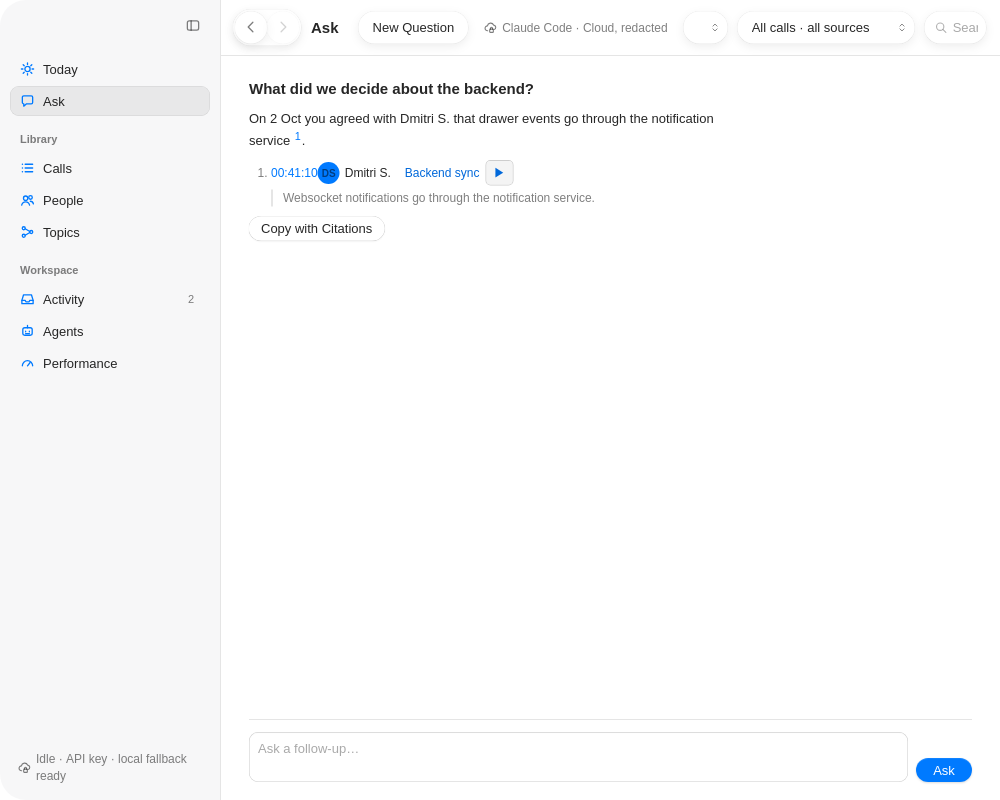 Ask
New Question
Claude Code · Cloud, redacted
All calls · all sources
Today
Ask
Library
Calls
People
Topics
Workspace
Activity
2
Agents
Performance
Idle · API key · local fallback
ready
What did we decide about the backend?
On 2 Oct you agreed with Dmitri S. that drawer events go through the notification
service 1.
1. 00:41:10 DS Dmitri S. Backend sync
Websocket notifications go through the notification service.
Copy with Citations
Ask a follow-up…
Ask